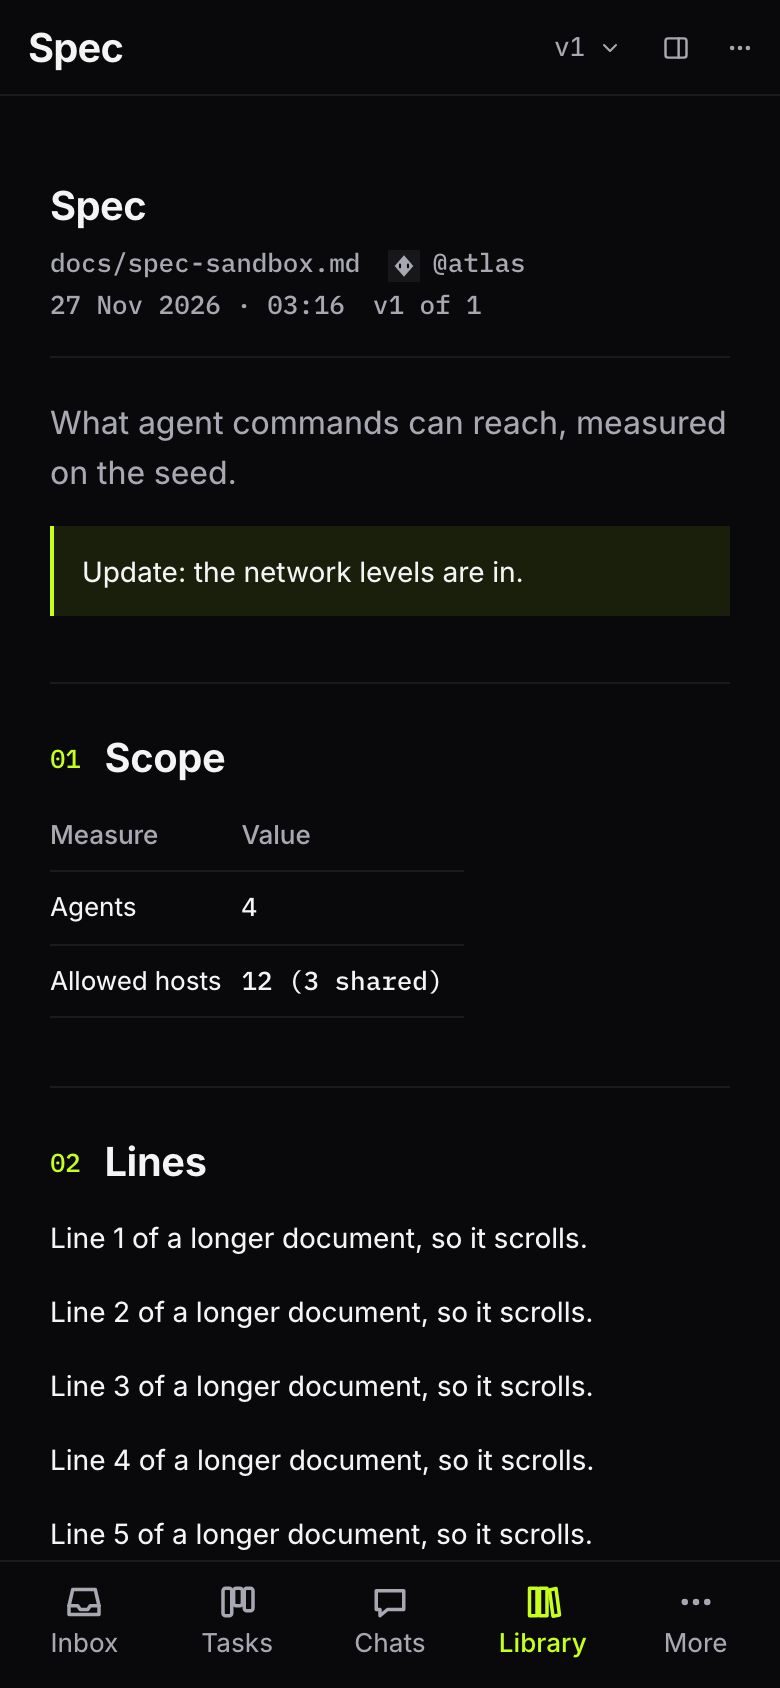 Spec
v1
Spec
docs/spec-sandbox.md @atlas
27 Nov 2026 · 03:16 v1 of 1
What agent commands can reach, measured
on the seed.
Update: the network levels are in.
01 Scope
Measure Value
Agents 4
Allowed hosts 12 (3 shared)
02 Lines
Line 1 of a longer document, so it scrolls.
Line 2 of a longer document, so it scrolls.
Line 3 of a longer document, so it scrolls.
Line 4 of a longer document, so it scrolls.
Line 5 of a longer document, so it scrolls.
Inbox Tasks Chats Library More